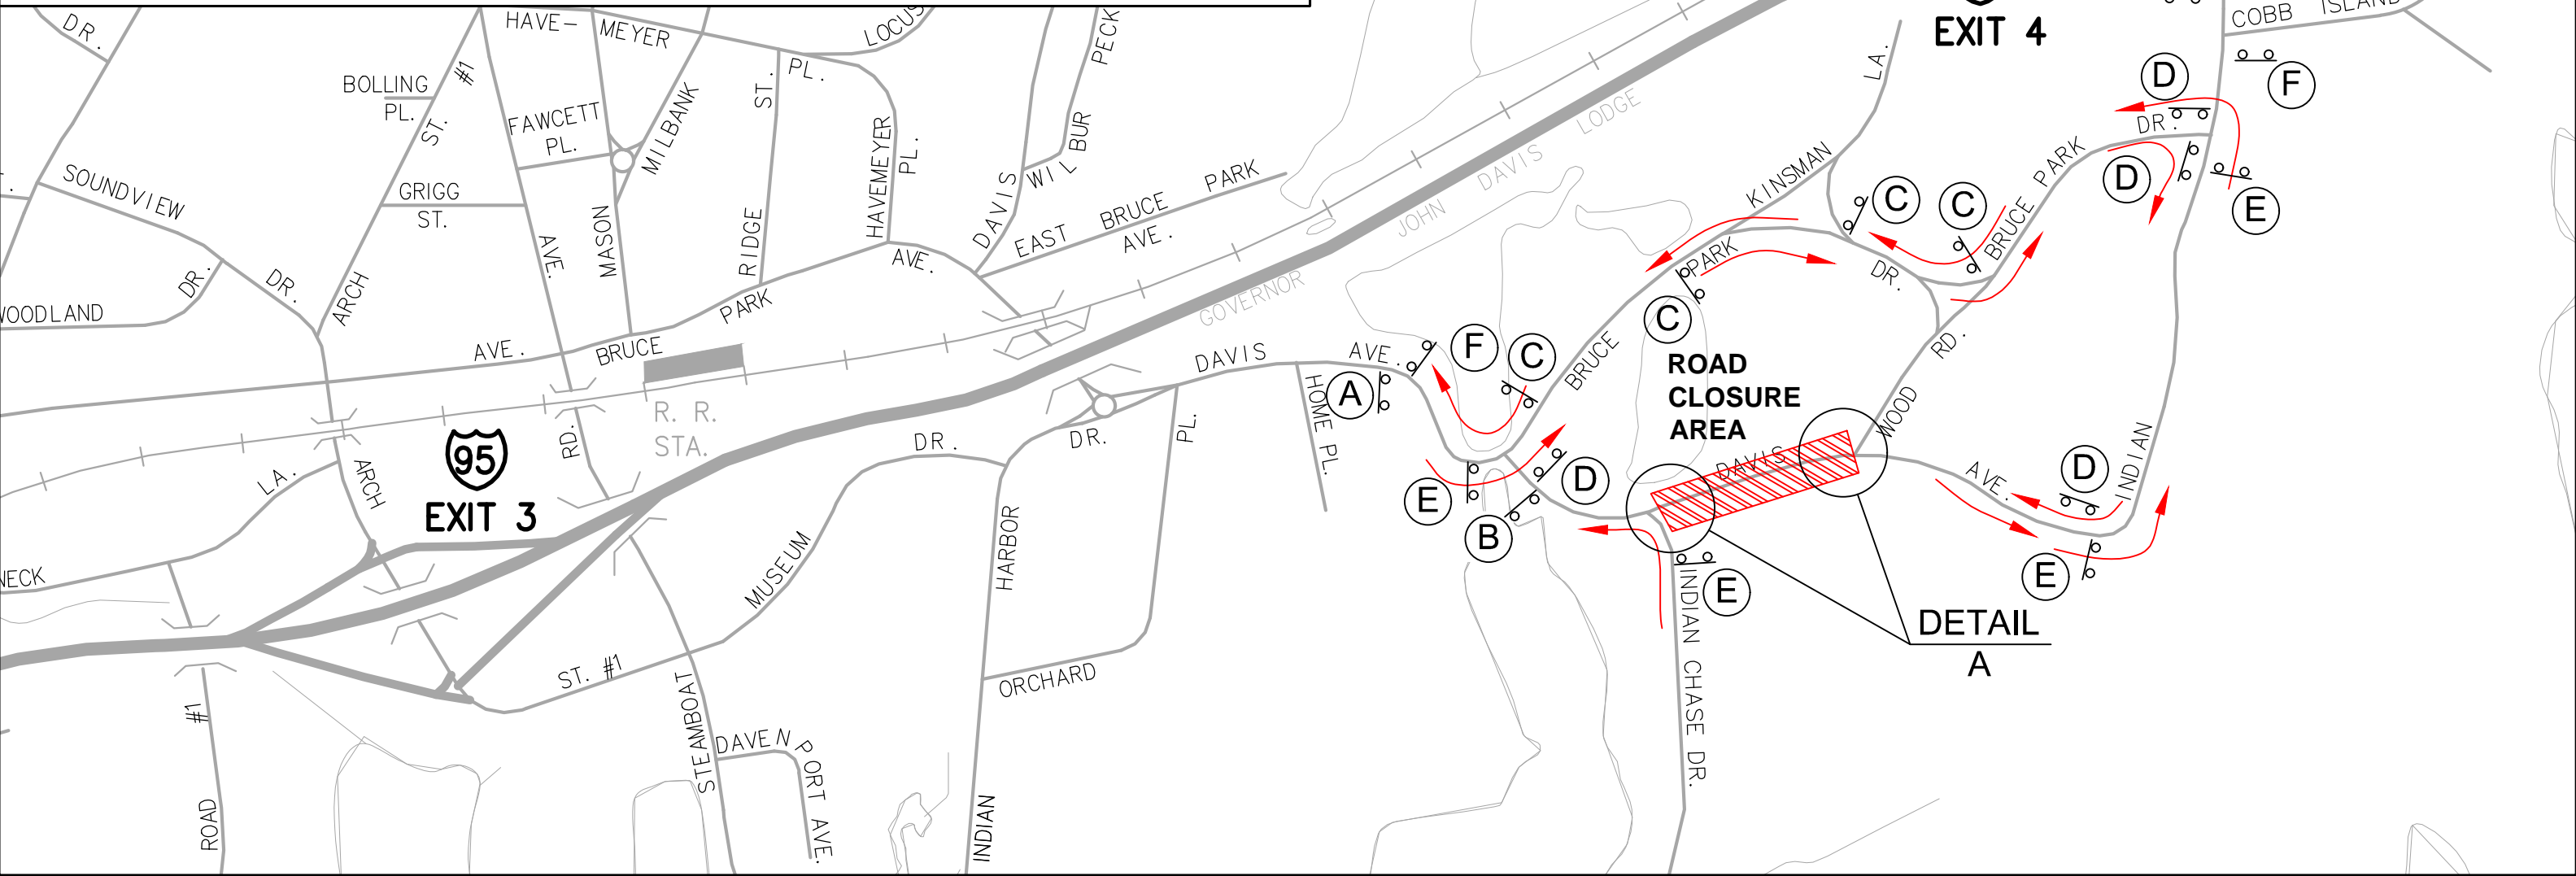 DR.
HAVE-
MEYER
LOCUS
PECK
EXIT 4
COBB ISLAND
BOLLING
PL.
#1
ST.
PL.
ST.
LA.
D
F
FAWCETT
PL.
MILBANK
HAVEMEYER
PL.
WILBUR
DAVIS
LODGE
DAVIS
JOHN
GOVERNOR
KINSMAN
BRUCE PARK
DR.
D
E
C
C
SOUNDVIEW
DR.
DR.
GRIGG
ST.
ARCH
AVE.
MASON
RIDGE
EAST BRUCE PARK
AVE.
AVE.
PARK
DR.
WOODLAND
AVE.
BRUCE
PARK
C
DAVIS
AVE.
F
C
BRUCE
A
HOME PL.
ROAD
CLOSURE
AREA
RD.
WOOD
R. R.
STA.
95
EXIT 3
RD.
LA.
ARCH
DR.
DR.
PL.
E
B
D
DAVIS
AVE.
D
INDIAN
E
E
NECK
MUSEUM
HARBOR
INDIAN CHASE DR.
DETAIL
A
ST. #1
ORCHARD
#1
ROAD
STEAMBOAT
DAVENPORT AVE.
INDIAN